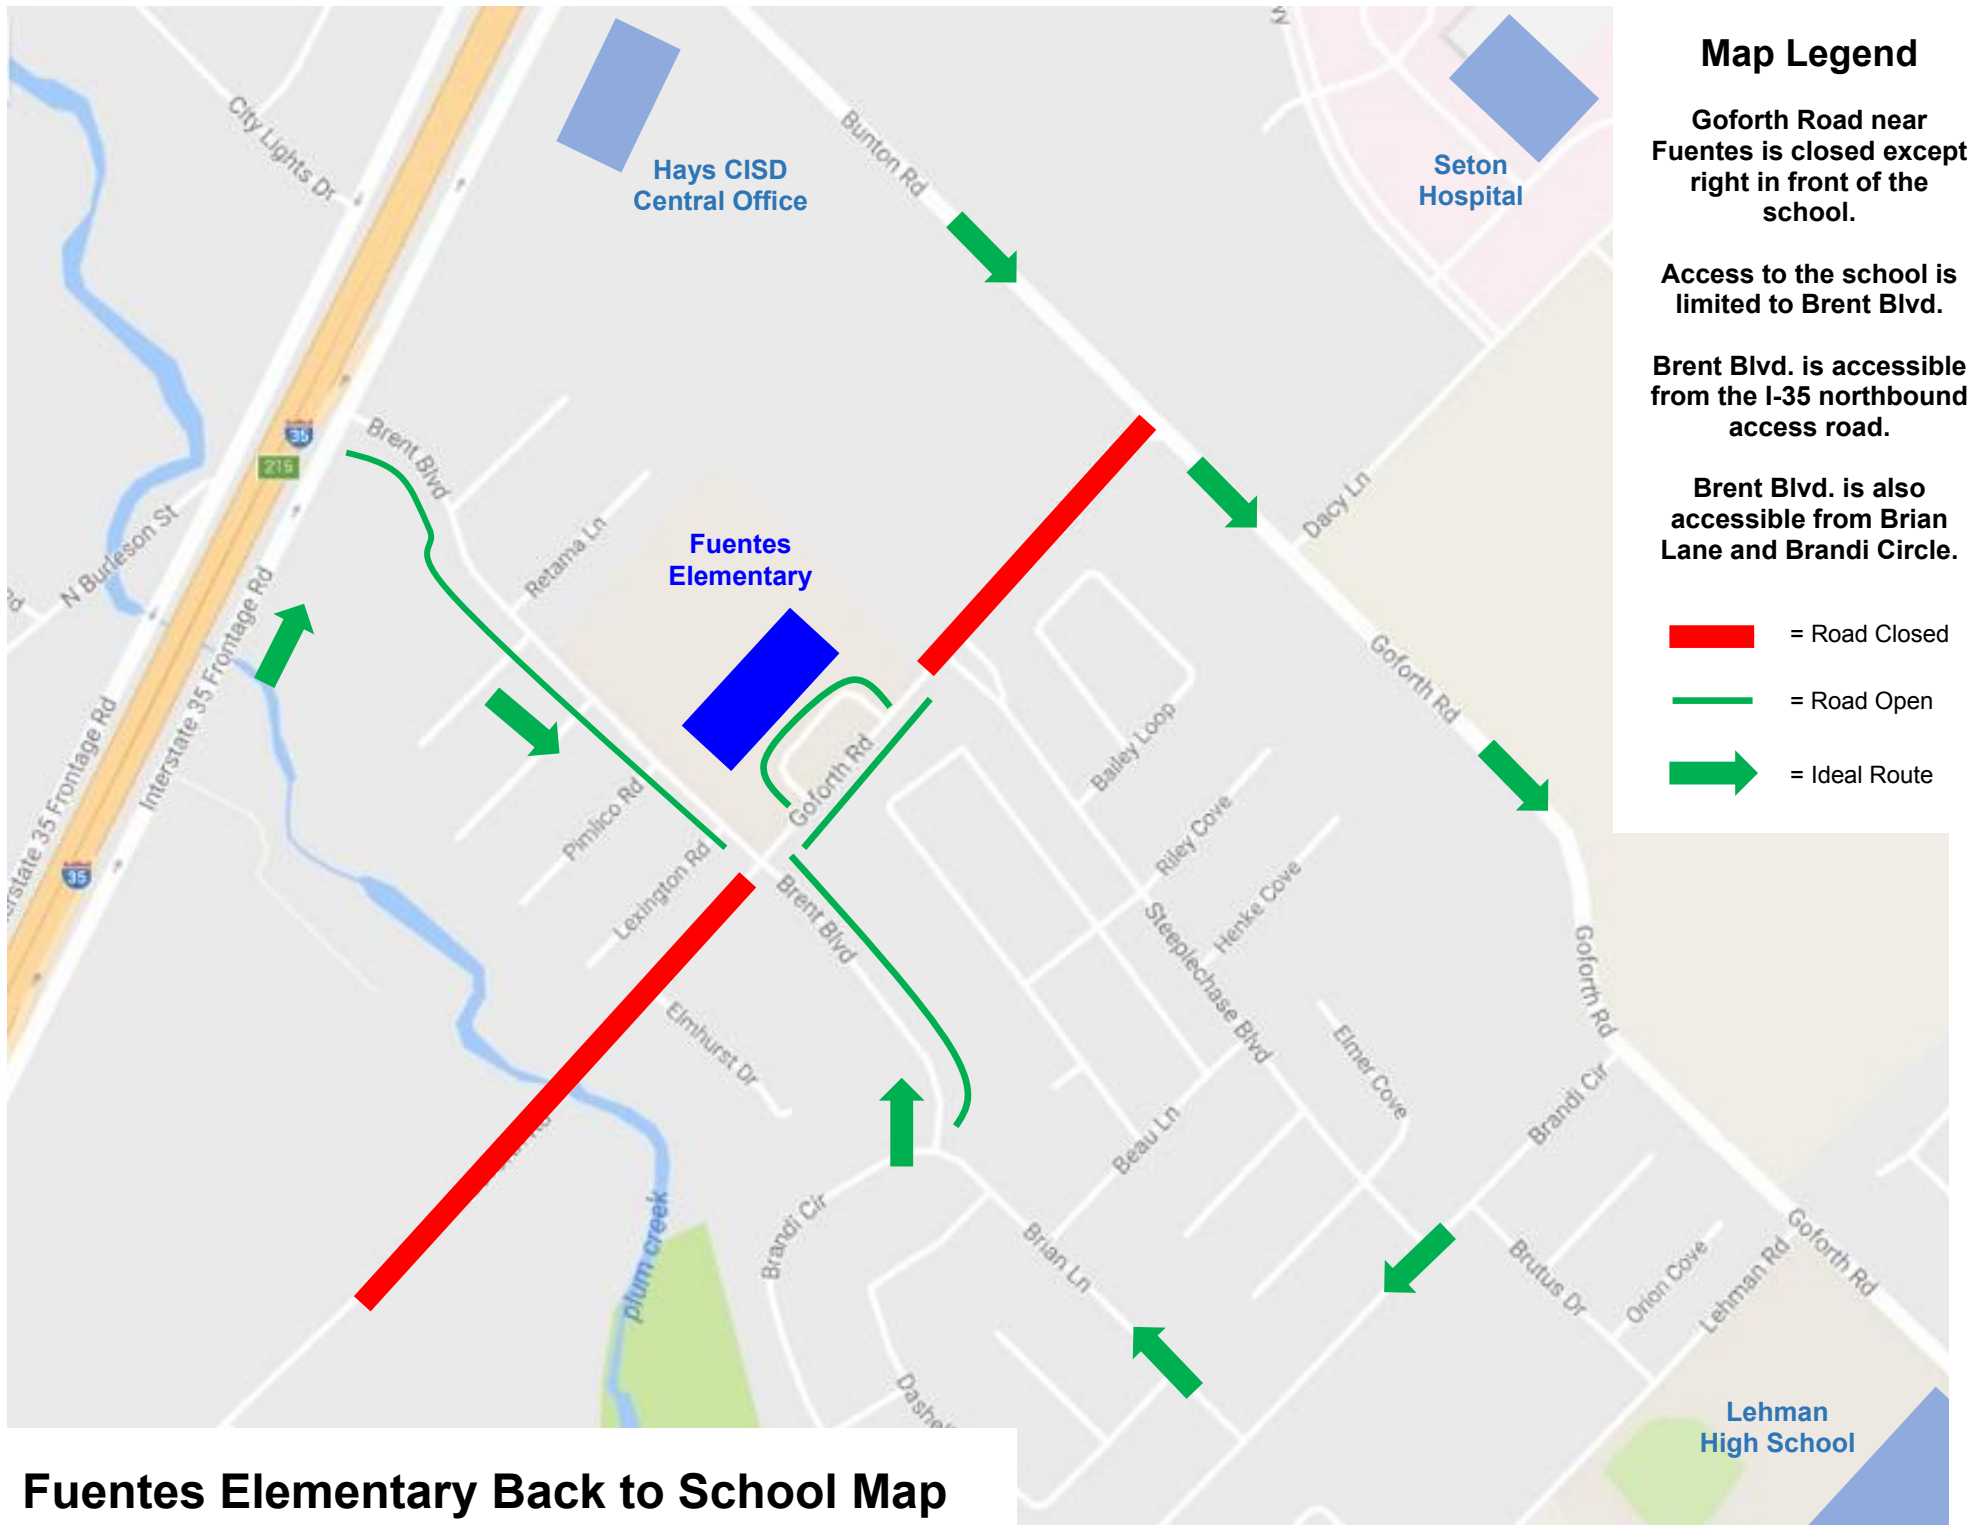 City Lights Dr
Hays CISD
Central Office
Bunton Rd
Seton
Hospital
Map Legend
Goforth Road near
Fuentes is closed except
right in front of the
school.
Access to the school is
limited to Brent Blvd.
Brent Blvd. is accessible
from the I-35 northbound
access road.
Brent Blvd. is also
accessible from Brian
Lane and Brandi Circle.
= Road Closed
= Road Open
= Ideal Route
35
215
Brent Blvd
N Burleson St
Retama Ln
Fuentes
Elementary
Dacy Ln
Interstate 35 Frontage Rd
Interstate 35 Frontage Rd
Goforth Rd
Bailey Loop
Goforth Rd
Pimlico Rd
Lexington Rd
35
Riley Cove
Henke Cove
Brent Blvd
Steeplechase Blvd
Goforth Rd
Elmhurst Dr
Elmer Cove
Brandi Cir
Beau Ln
plum creek
Brandi Cir
Brian Ln
Brutus Dr
Orion Cove
Lehman Rd
Goforth Rd
Lehman
High School
Fuentes Elementary Back to School Map